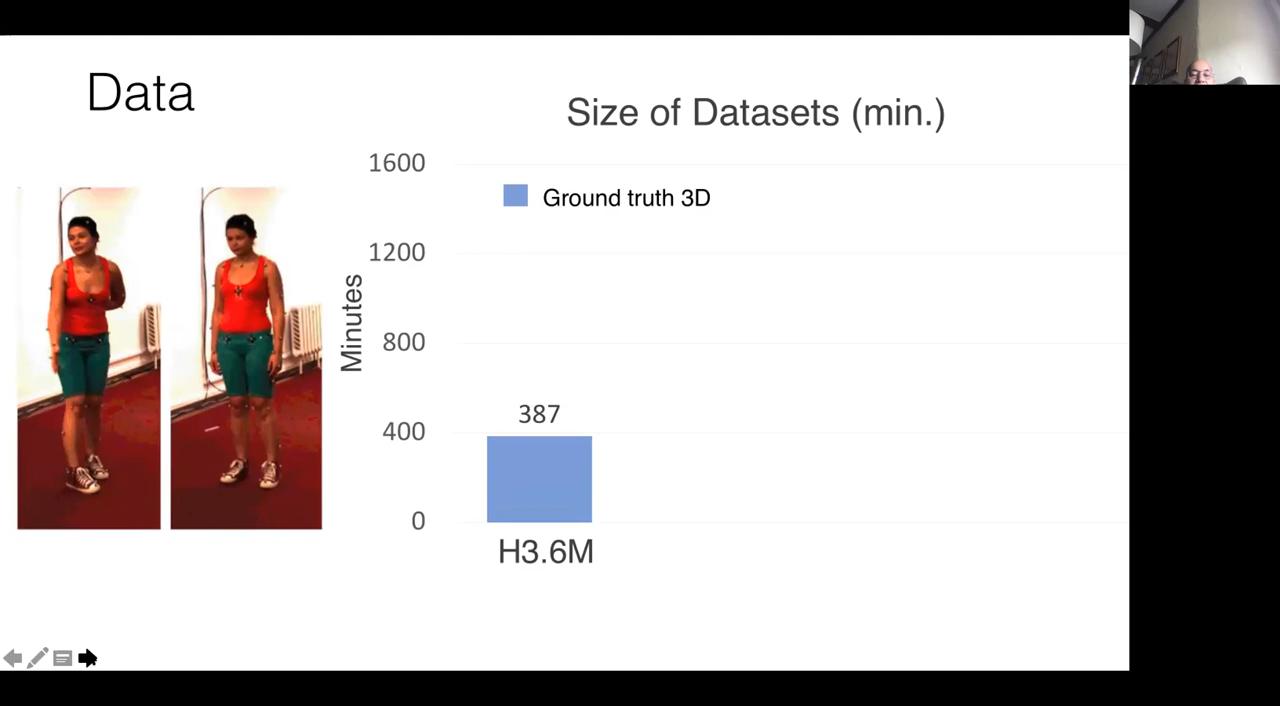 Data
Size of Datasets (min.)
1600
Ground truth 3D
1200
Minutes
800
387
400
0
H3.6M